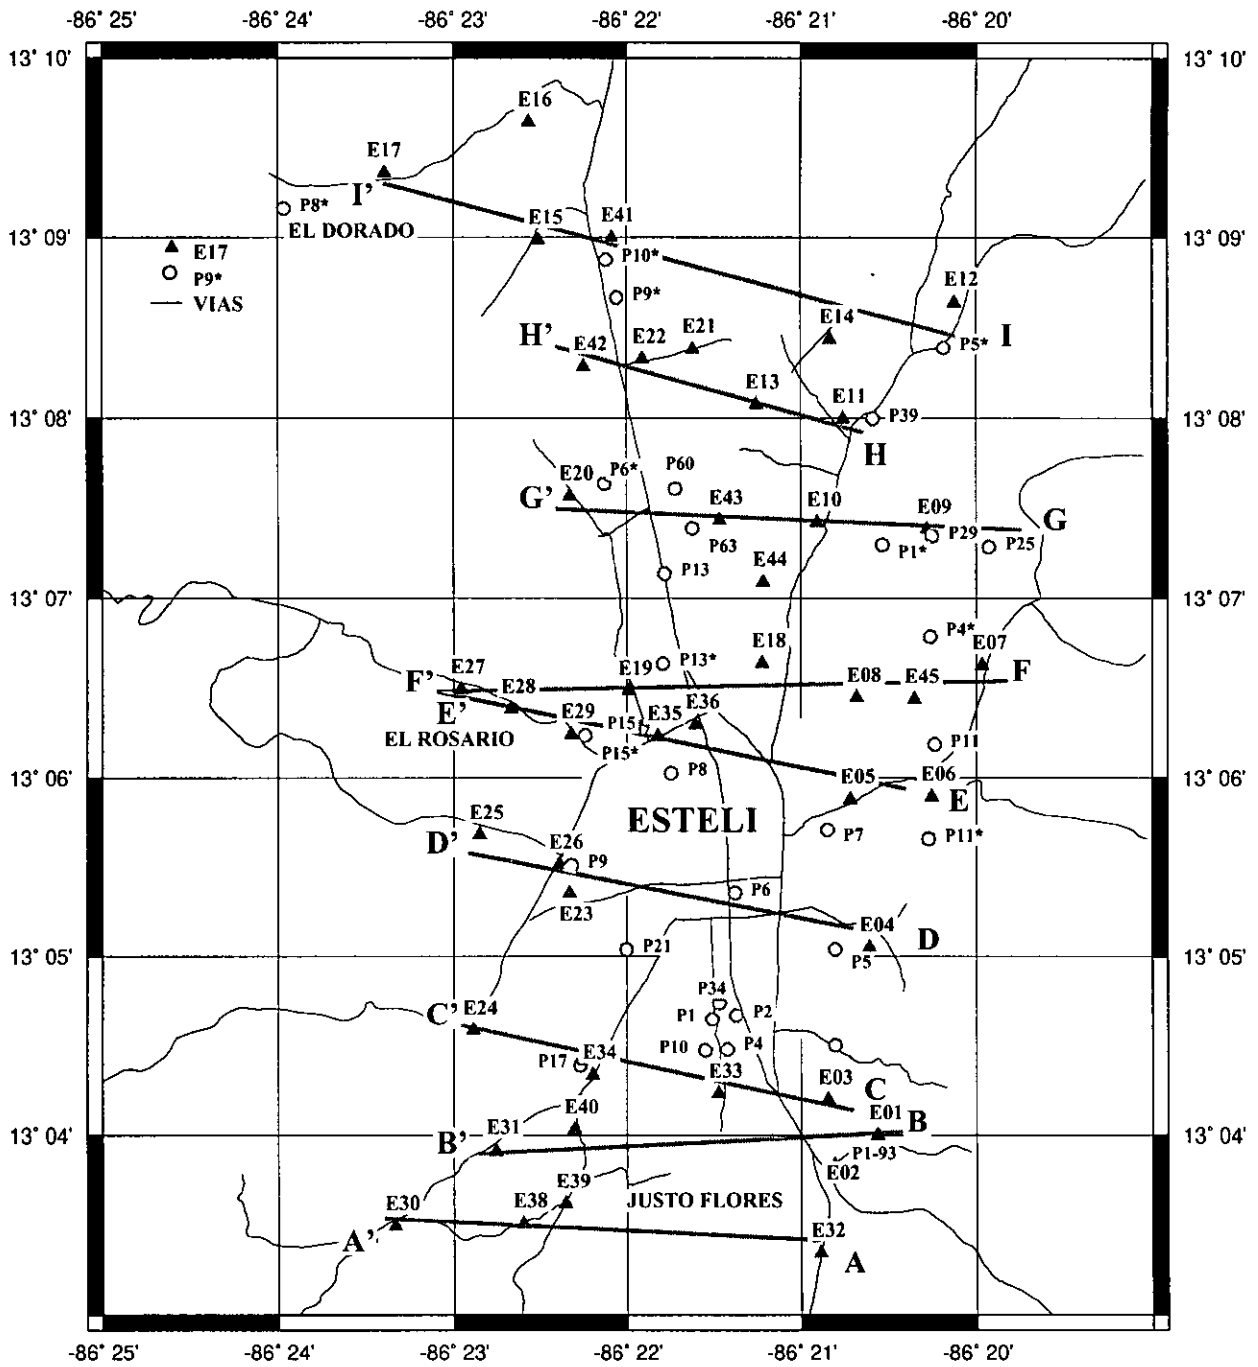 -86° 25' -86° 24' -86° 23' -86° 22' -86° 21' -86° 20'
13° 10' 13° 10'
E16
E17
I'
P8*
EL DORADO
E15 E41
13° 09' 13° 09'
E17
P10*
P9*
P9*
VIAS
E12
E14
I
H' E42 E22 E21
P5*
E13 E11
P39
13° 08' 13° 08'
H
E20 P6* P60
G' E43 E10 E09 G
P63 P1* P29 P25
P13 E44
13° 07' 13° 07'
P4* E07
E18
P13*
F' E27 E19 E08 E45 F
E28
E' E29 P15* E35 E36
EL ROSARIO P15*
P11
P8
13° 06' 13° 06'
E05 E06
E
ESTELI
P7 P11*
E25
D' E26
P9
P6
E23
E04
D
P21 P5
13° 05' 13° 05'
P34
C' E24 P1 P2
P10 P4
P17 E34
E33 E03 C
E40 E01 B
E31
13° 04' 13° 04'
B'
P1-93
E02
E39
JUSTO FLORES
E30 E38
E32
A' A
-86° 25' -86° 24' -86° 23' -86° 22' -86° 21' -86° 20'